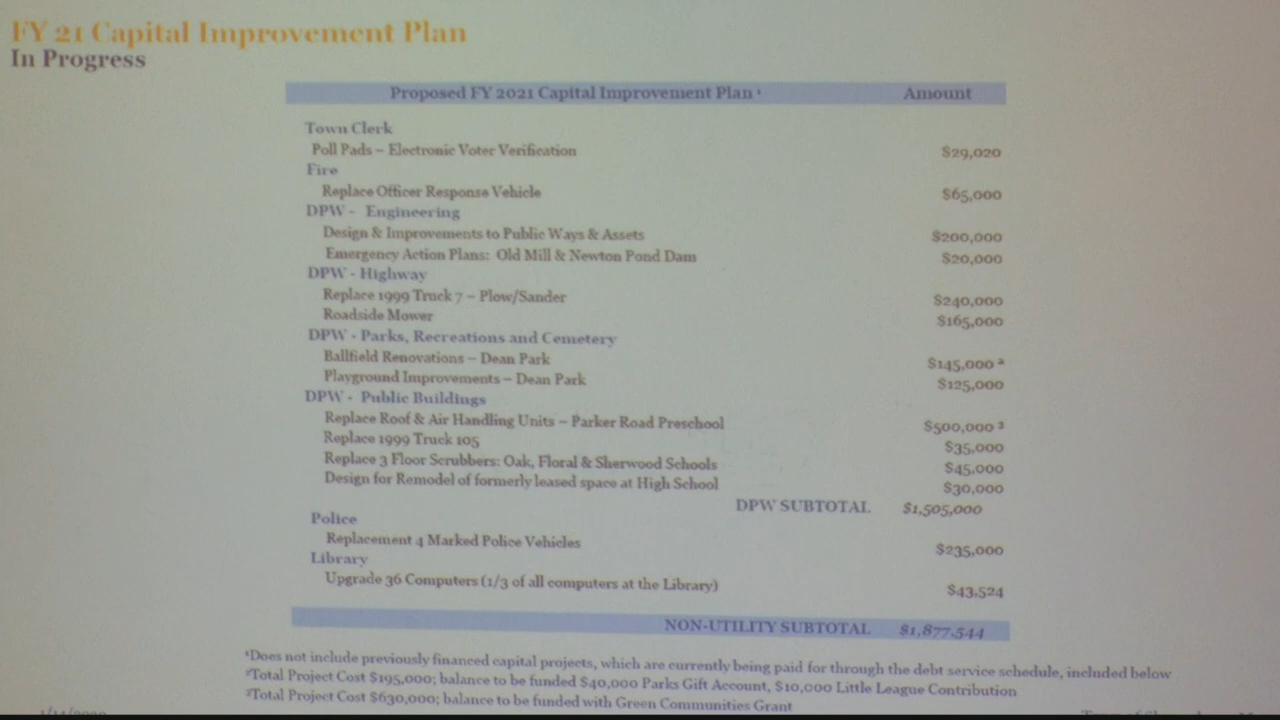 FY 21 Capital Improvement Plan
In Progress
Proposed FY 2021 Capital Improvement Plan ¹ Amount
Town Clerk
Poll Pads – Electronic Voter Verification $29,020
Fire
Replace Officer Response Vehicle $65,000
DPW - Engineering
Design & Improvements to Public Ways & Assets $200,000
Emergency Action Plans: Old Mill & Newton Pond Dam $20,000
DPW - Highway
Replace 1999 Truck 7 – Plow/Sander $240,000
Roadside Mower $165,000
DPW - Parks, Recreations and Cemetery
Ballfield Renovations – Dean Park $145,000 ²
Playground Improvements – Dean Park $125,000
DPW - Public Buildings
Replace Roof & Air Handling Units – Parker Road Preschool $500,000 ³
Replace 1999 Truck 105 $35,000
Replace 3 Floor Scrubbers: Oak, Floral & Sherwood Schools $45,000
Design for Remodel of formerly leased space at High School $30,000
DPW SUBTOTAL $1,505,000
Police
Replacement 4 Marked Police Vehicles $235,000
Library
Upgrade 36 Computers (1/3 of all computers at the Library) $43,524
NON-UTILITY SUBTOTAL $1,877,544
¹Does not include previously financed capital projects, which are currently being paid for through the debt service schedule, included below
²Total Project Cost $195,000; balance to be funded $40,000 Parks Gift Account, $10,000 Little League Contribution
³Total Project Cost $630,000; balance to be funded with Green Communities Grant